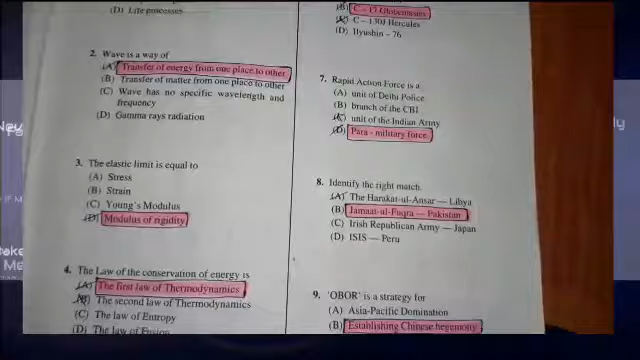 (D) Life processes
2. Wave is a way of
(A) Transfer of energy from one place to other
(B) Transfer of matter from one place to other
(C) Wave has no specific wavelength and
frequency
(D) Gamma rays radiation
3. The elastic limit is equal to
(A) Stress
(B) Strain
(C) Young's Modulus
(D) Modulus of rigidity
4. The Law of the conservation of energy is
(A) The first law of Thermodynamics
(B) The second law of Thermodynamics
(C) The law of Entropy
(D) The law of Fusion
(B) C – 17 Globemaster
(C) C – 130J Hercules
(D) Ilyushin - 76
7. Rapid Action Force is a
(A) unit of Delhi Police
(B) branch of the CBI
(C) unit of the Indian Army
(D) Para - military force
8. Identify the right match.
(A) The Harakat-ul-Ansar — Libya
(B) Jamaat-ul-Fuqra — Pakistan
(C) Irish Republican Army — Japan
(D) ISIS — Peru
9. 'OBOR' is a strategy for
(A) Asia-Pacific Domination
(B) Establishing Chinese hegemony